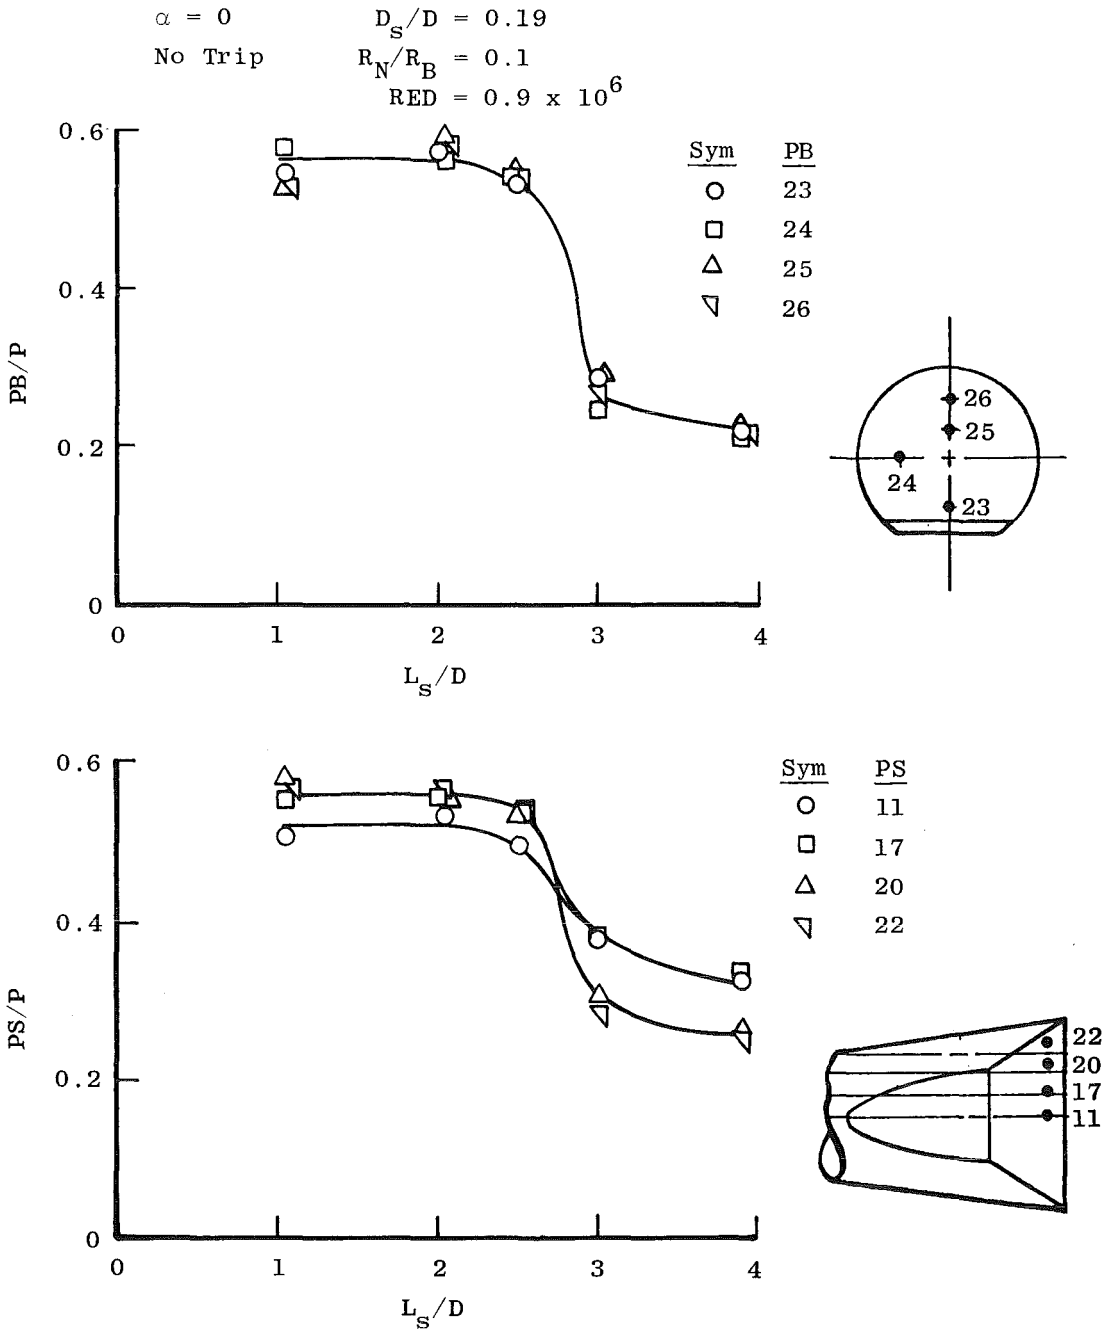 α = 0 D_s/D = 0.19
No Trip R_N/R_B = 0.1
RED = 0.9 x 10^6
0.6
0.4
0.2
0
PB/P
0 1 2 3 4
L_s/D
Sym PB
23
24
25
26
26
25
24
23
0.6
0.4
0.2
0
PS/P
0 1 2 3 4
L_s/D
Sym PS
11
17
20
22
22
20
17
11